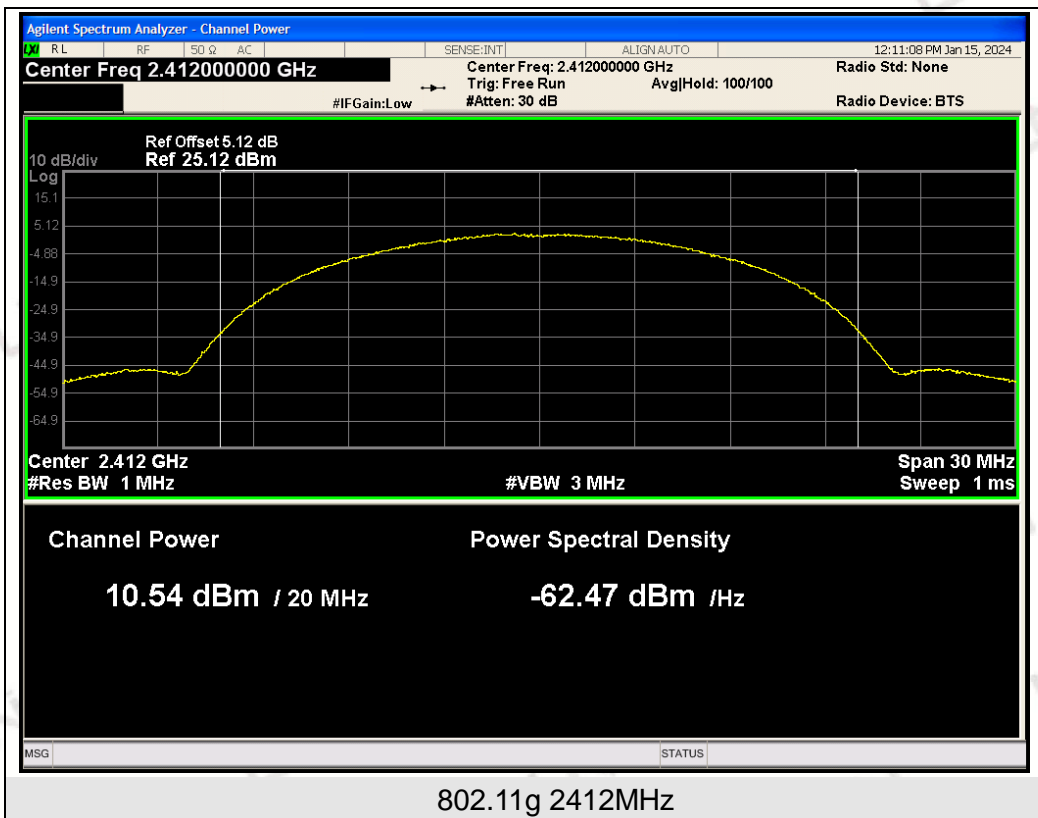 Agilent Spectrum Analyzer - Channel Power
LXI RL RF 50 Ω AC SENSE:INT ALIGN AUTO 12:11:08 PM Jan 15, 2024
Center Freq 2.412000000 GHz Center Freq: 2.412000000 GHz Radio Std: None
Trig: Free Run Avg|Hold: 100/100
#IFGain:Low #Atten: 30 dB Radio Device: BTS
Ref Offset 5.12 dB
10 dB/div Ref 25.12 dBm
Log
15.1
5.12
-4.88
-14.9
-24.9
-34.9
-44.9
-54.9
-64.9
Center 2.412 GHz Span 30 MHz
#Res BW 1 MHz #VBW 3 MHz Sweep 1 ms
Channel Power Power Spectral Density
10.54 dBm / 20 MHz -62.47 dBm /Hz
MSG STATUS
802.11g 2412MHz